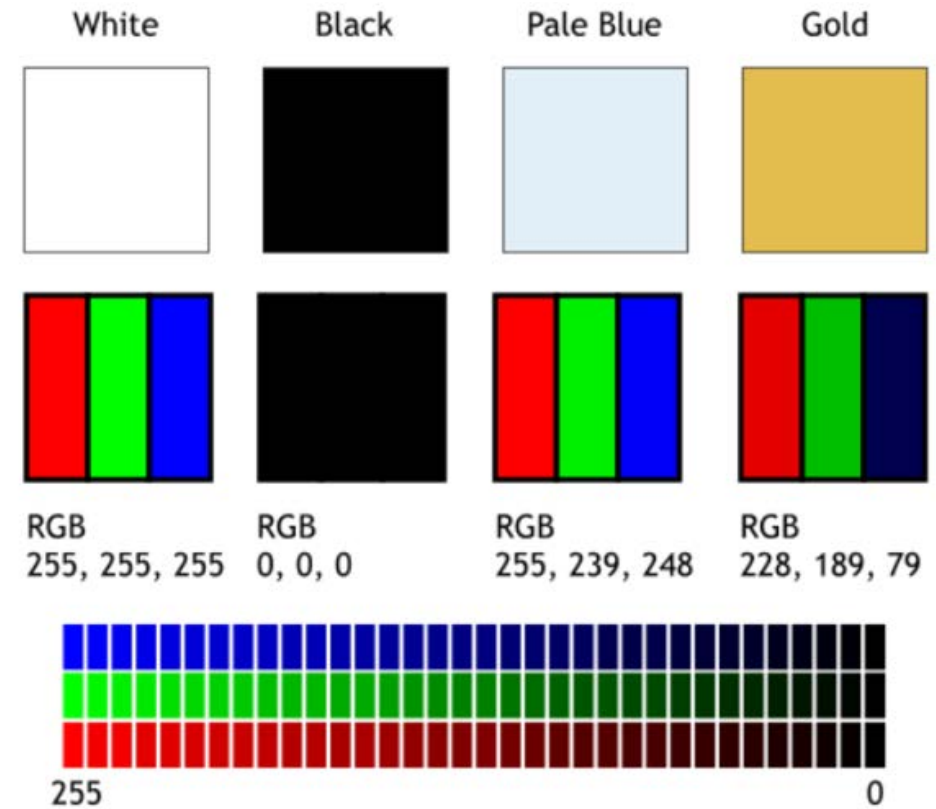 White Black Pale Blue Gold
RGB RGB RGB RGB
255, 255, 255 0, 0, 0 255, 239, 248 228, 189, 79
255 0